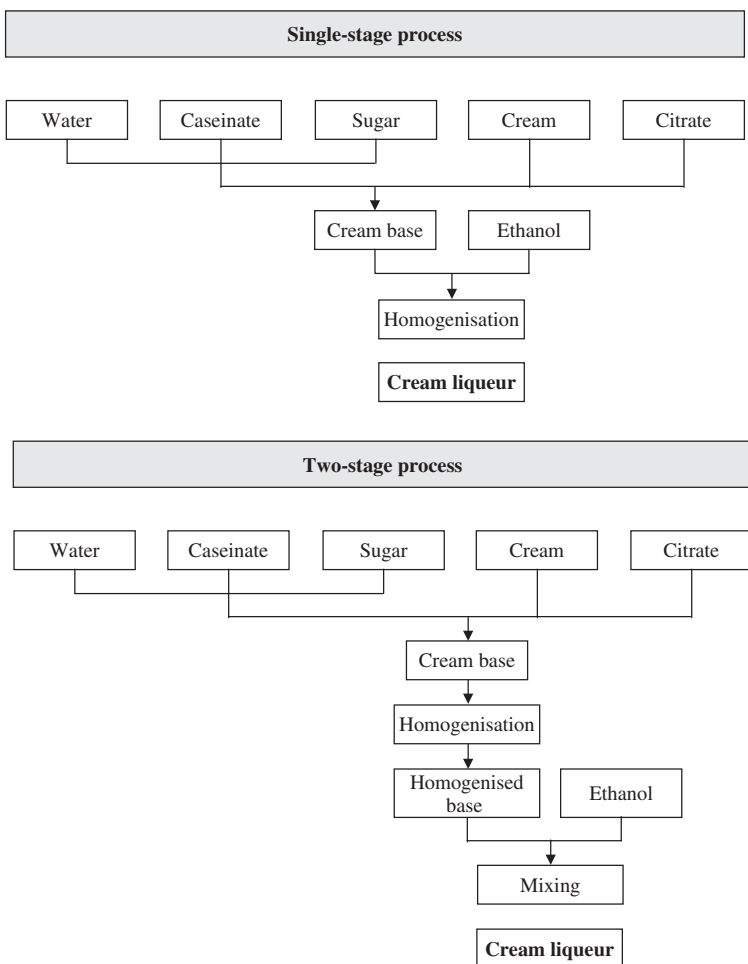 Single-stage process
Water Caseinate Sugar Cream Citrate
Cream base Ethanol
Homogenisation
Cream liqueur
Two-stage process
Water Caseinate Sugar Cream Citrate
Cream base
Homogenisation
Homogenised
base
Ethanol
Mixing
Cream liqueur